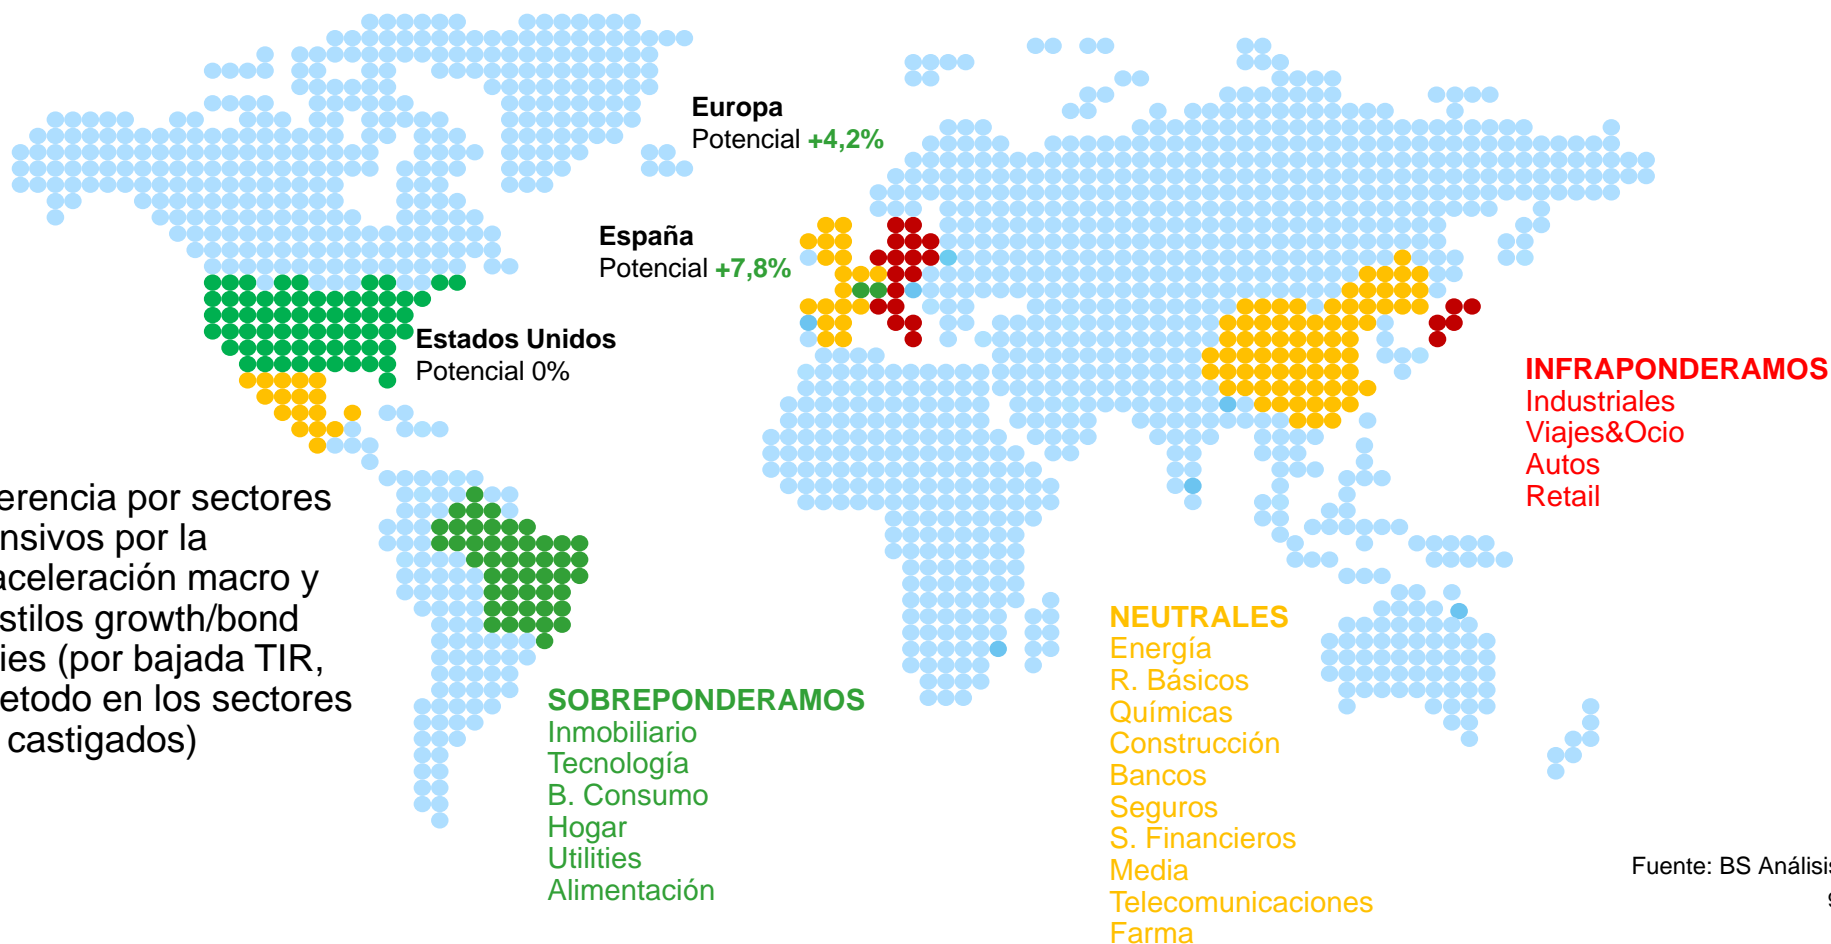 Europa
Potencial +4,2%
España
Potencial +7,8%
Estados Unidos
Potencial 0%
erencia por sectores
ensivos por la
aceleración macro y
stilos growth/bond
ies (por bajada TIR,
etodo en los sectores
castigados)
SOBREPONDERAMOS
Inmobiliario
Tecnología
B. Consumo
Hogar
Utilities
Alimentación
NEUTRALES
Energía
R. Básicos
Químicas
Construcción
Bancos
Seguros
S. Financieros
Media
Telecomunicaciones
Farma
INFRAPONDERAMOS
Industriales
Viajes&Ocio
Autos
Retail
Fuente: BS Análisis